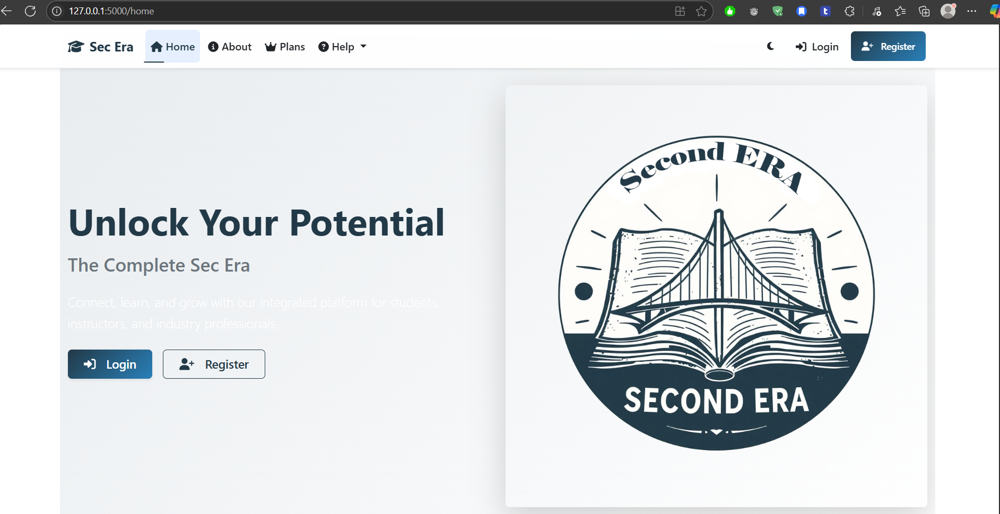 127.0.0.1:5000/home
Sec Era
Home
About
Plans
Help
Login
Register
Unlock Your Potential
The Complete Sec Era
Connect, learn, and grow with our integrated platform for students,
instructors, and industry professionals.
Login
Register
Second ERA
SECOND ERA